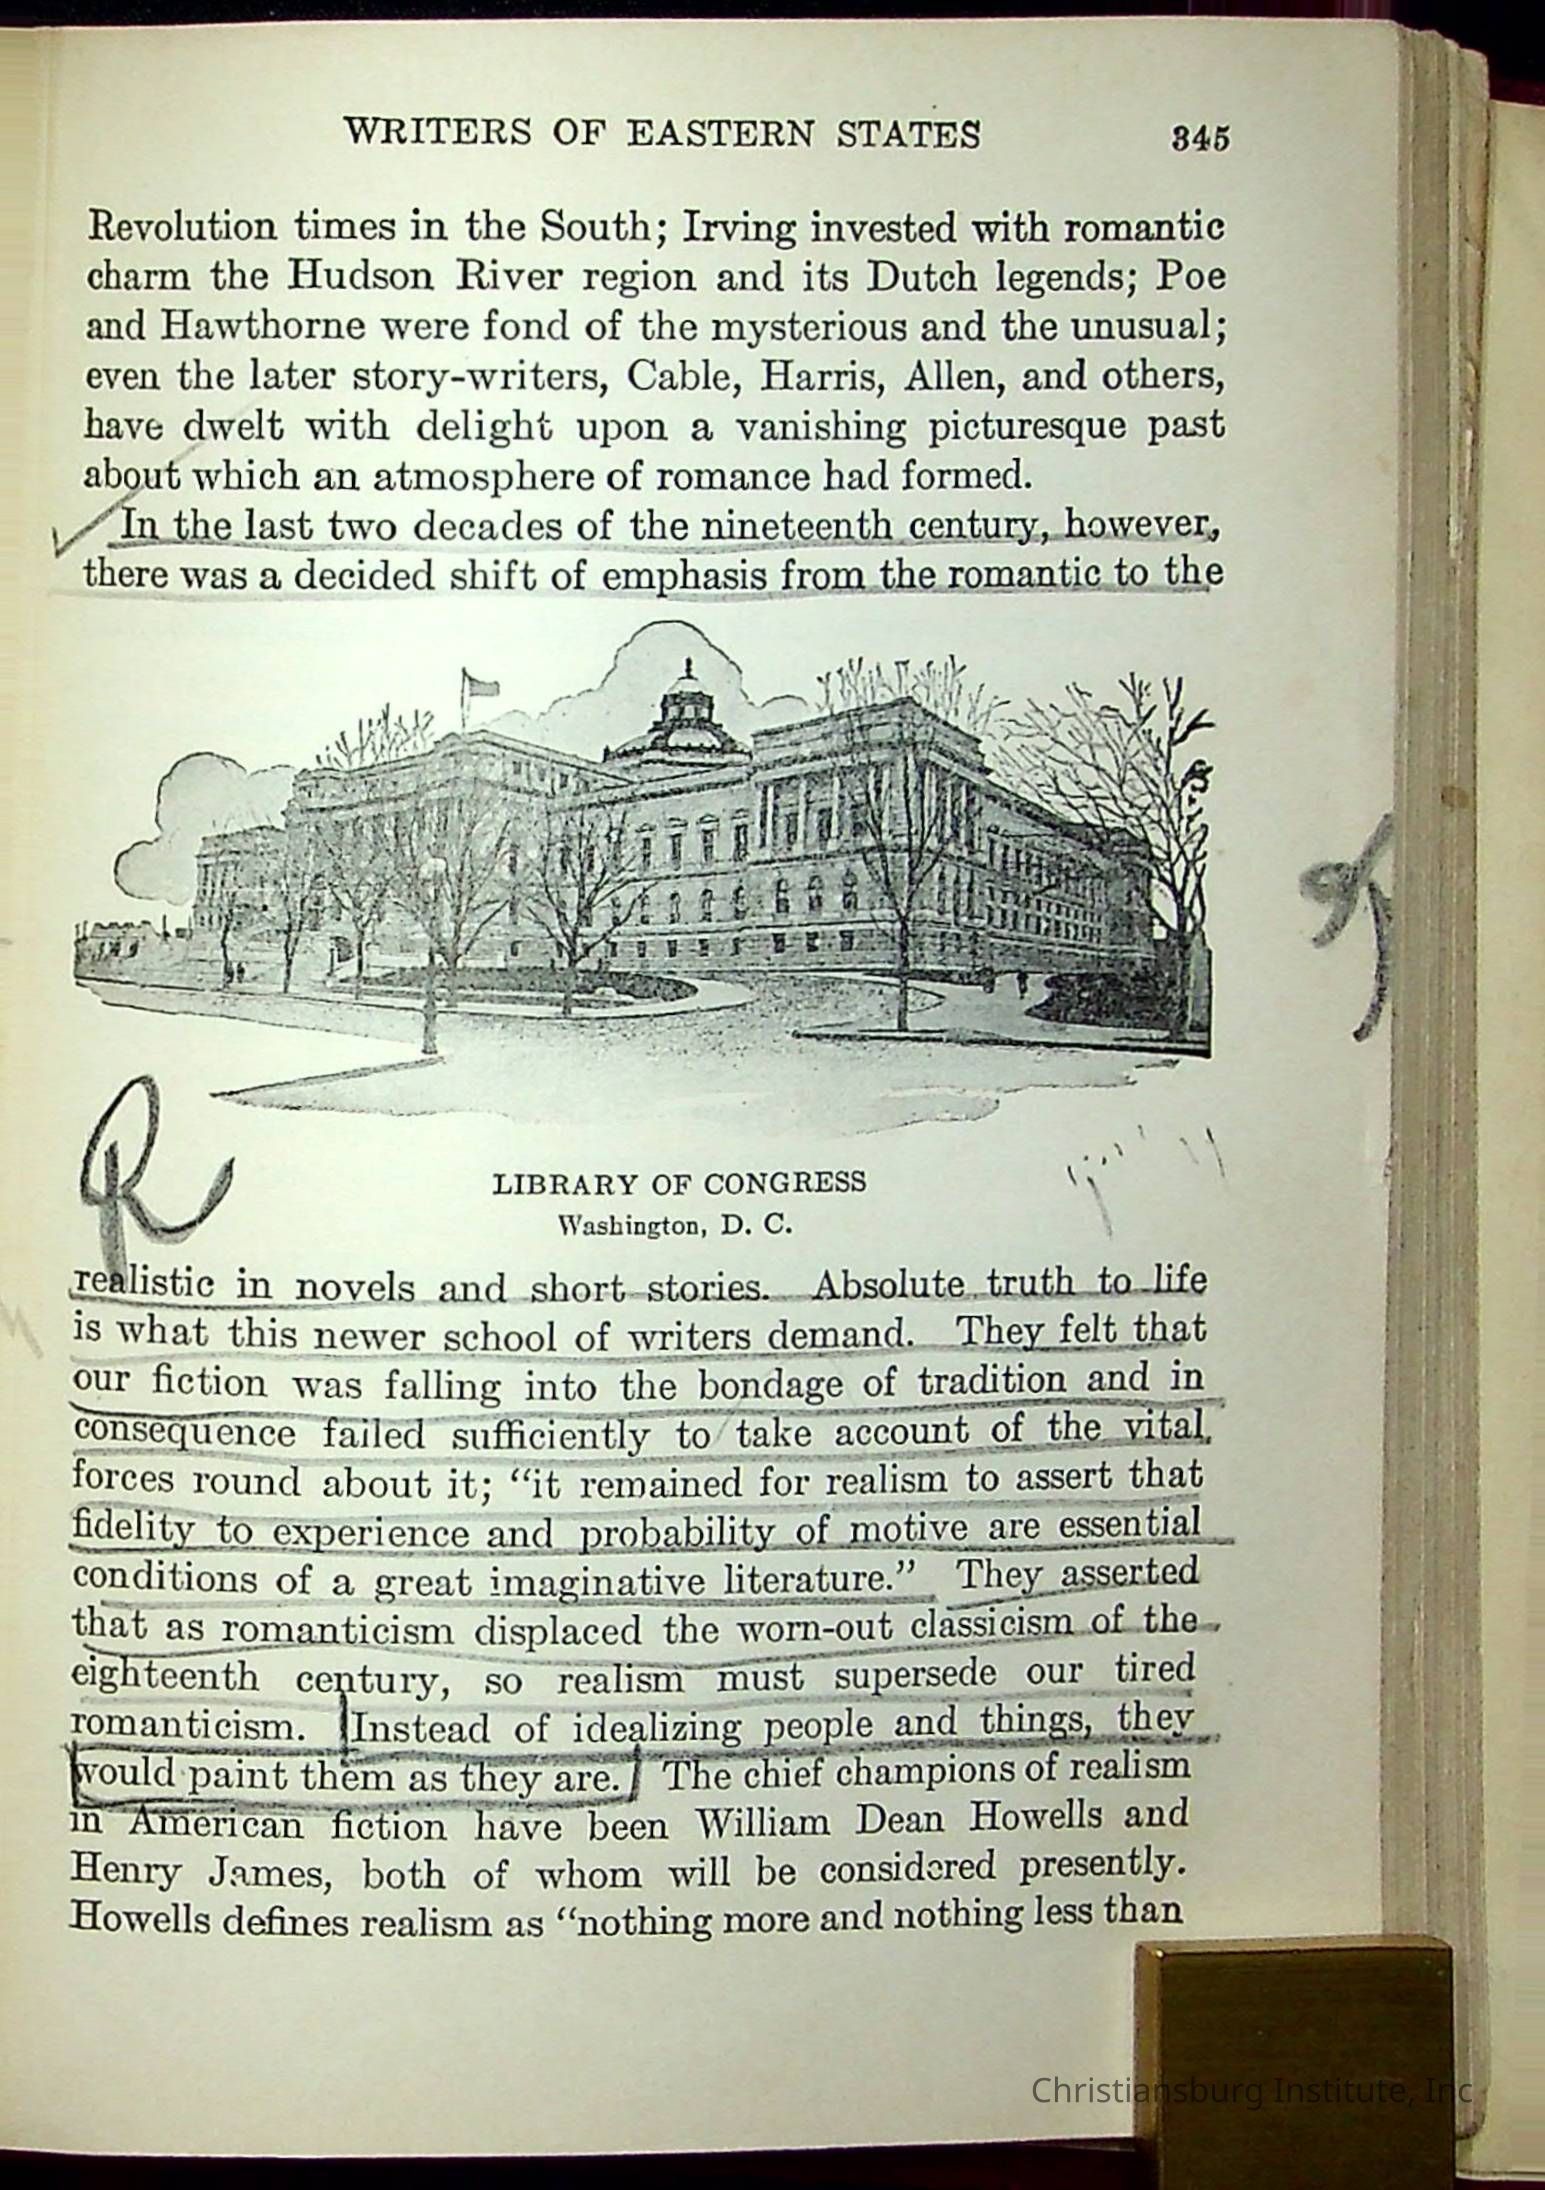 WRITERS OF EASTERN STATES 345
Revolution times in the South; Irving invested with romantic
charm the Hudson River region and its Dutch legends; Poe
and Hawthorne were fond of the mysterious and the unusual;
even the later story-writers, Cable, Harris, Allen, and others,
have dwelt with delight upon a vanishing picturesque past
about which an atmosphere of romance had formed.
In the last two decades of the nineteenth century, however,
there was a decided shift of emphasis from the romantic to the
R
LIBRARY OF CONGRESS
Washington, D. C.
realistic in novels and short stories. Absolute truth to life
is what this newer school of writers demand. They felt that
our fiction was falling into the bondage of tradition and in
consequence failed sufficiently to take account of the vital
forces round about it; “it remained for realism to assert that
fidelity to experience and probability of motive are essential
conditions of a great imaginative literature.” They asserted
that as romanticism displaced the worn-out classicism of the
eighteenth century, so realism must supersede our tired
romanticism. Instead of idealizing people and things, they
would paint them as they are. The chief champions of realism
in American fiction have been William Dean Howells and
Henry James, both of whom will be considered presently.
Howells defines realism as “nothing more and nothing less than
Christiansburg Institute, Inc